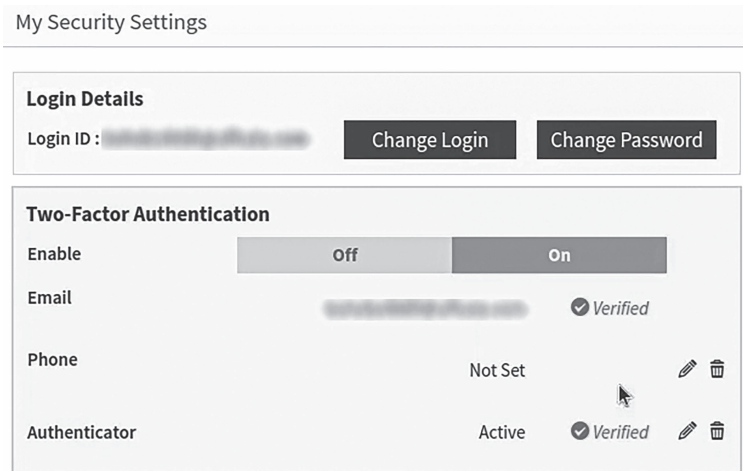 My Security Settings
Login Details
Login ID : Change Login Change Password
Two-Factor Authentication
Enable Off On
Email Verified
Phone Not Set
Authenticator Active Verified